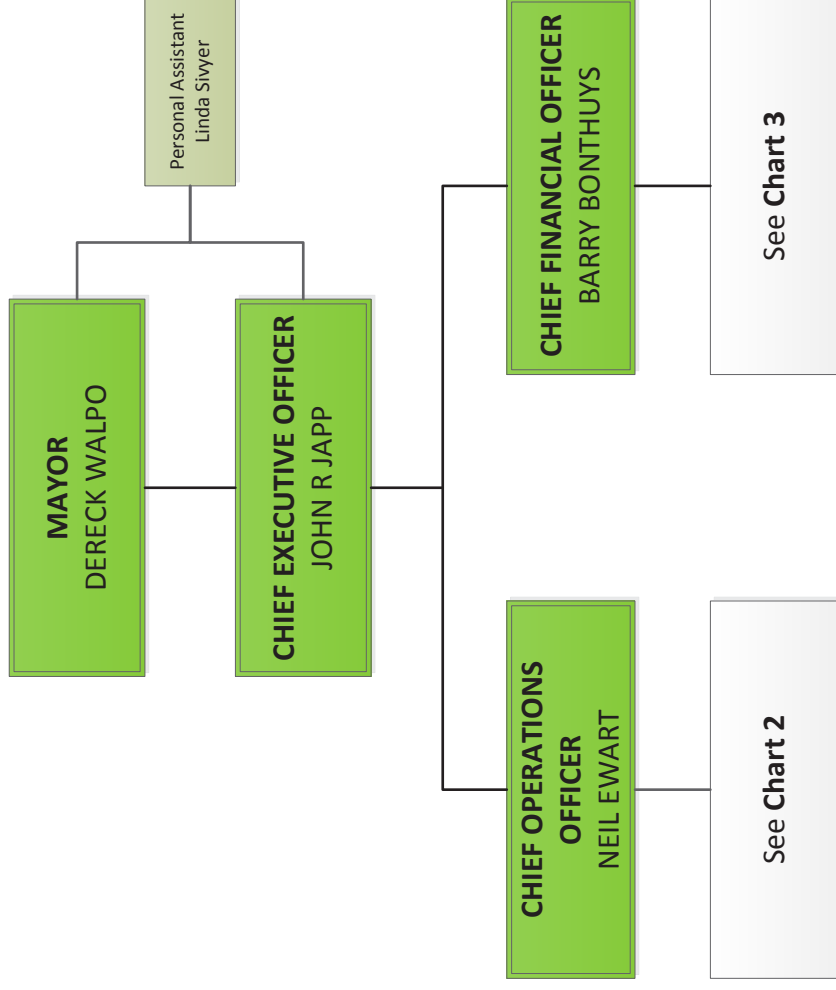 MAYOR
DERECK WALPO
Personal Assistant
Linda Sivyer
CHIEF EXECUTIVE OFFICER
JOHN R JAPP
CHIEF OPERATIONS
OFFICER
NEIL EWART
CHIEF FINANCIAL OFFICER
BARRY BONTHUYS
See Chart 2
See Chart 3